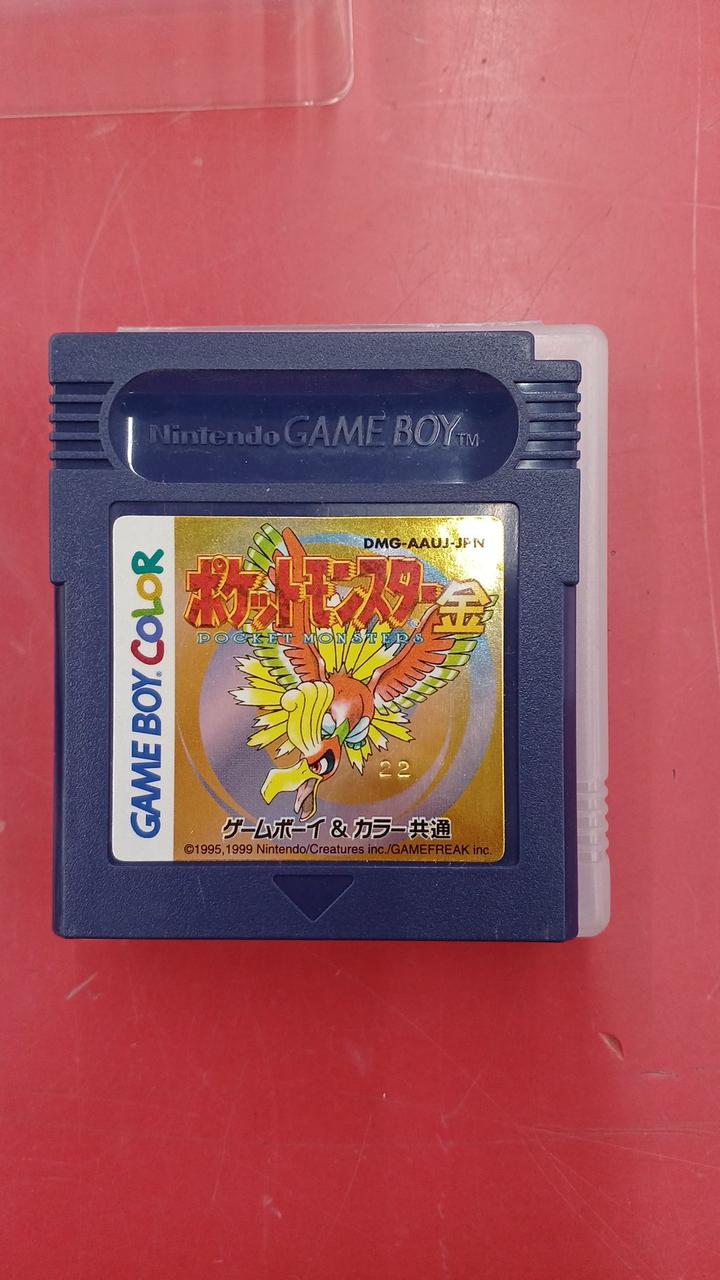 Nintendo GAME BOY TM
GAME BOY COLOR
DMG-AAUJ-JPN
ポケットモンスター金
POCKET MONSTERS
22
ゲームボーイ & カラー共通
©1995,1999 Nintendo/Creatures inc./GAMEFREAK inc.